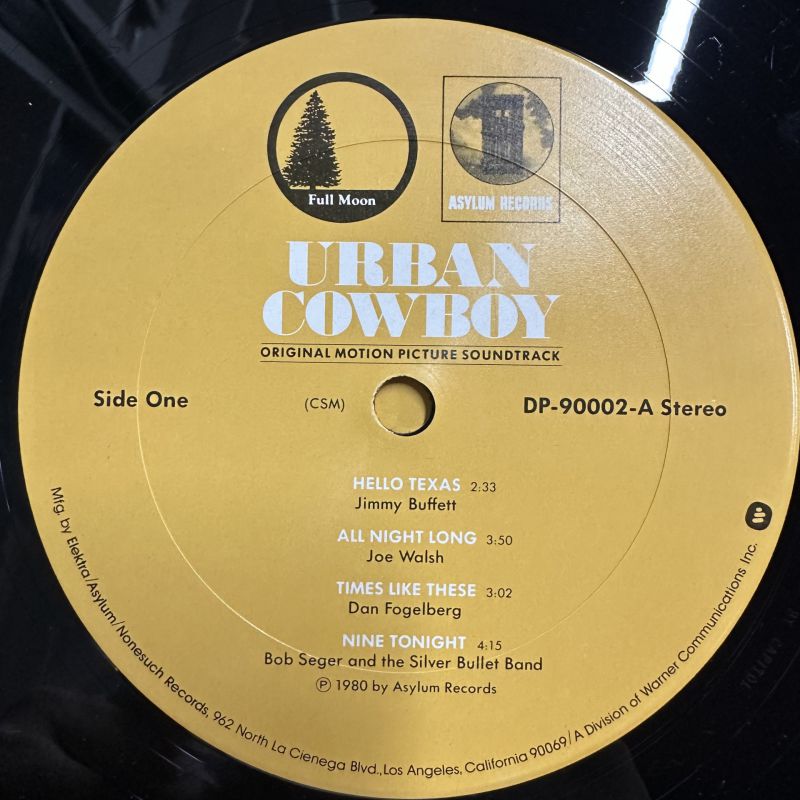 Full Moon
ASYLUM RECORDS
URBAN
COWBOY
ORIGINAL MOTION PICTURE SOUNDTRACK
Side One (CSM) DP-90002-A Stereo
HELLO TEXAS 2:33
Jimmy Buffett
ALL NIGHT LONG 3:50
Joe Walsh
TIMES LIKE THESE 3:02
Dan Fogelberg
NINE TONIGHT 4:15
Bob Seger and the Silver Bullet Band
℗ 1980 by Asylum Records
Mfg. by Elektra/Asylum/Nonesuch Records, 962 North La Cienega Blvd., Los Angeles, California 90069/A Division of Warner Communications Inc.